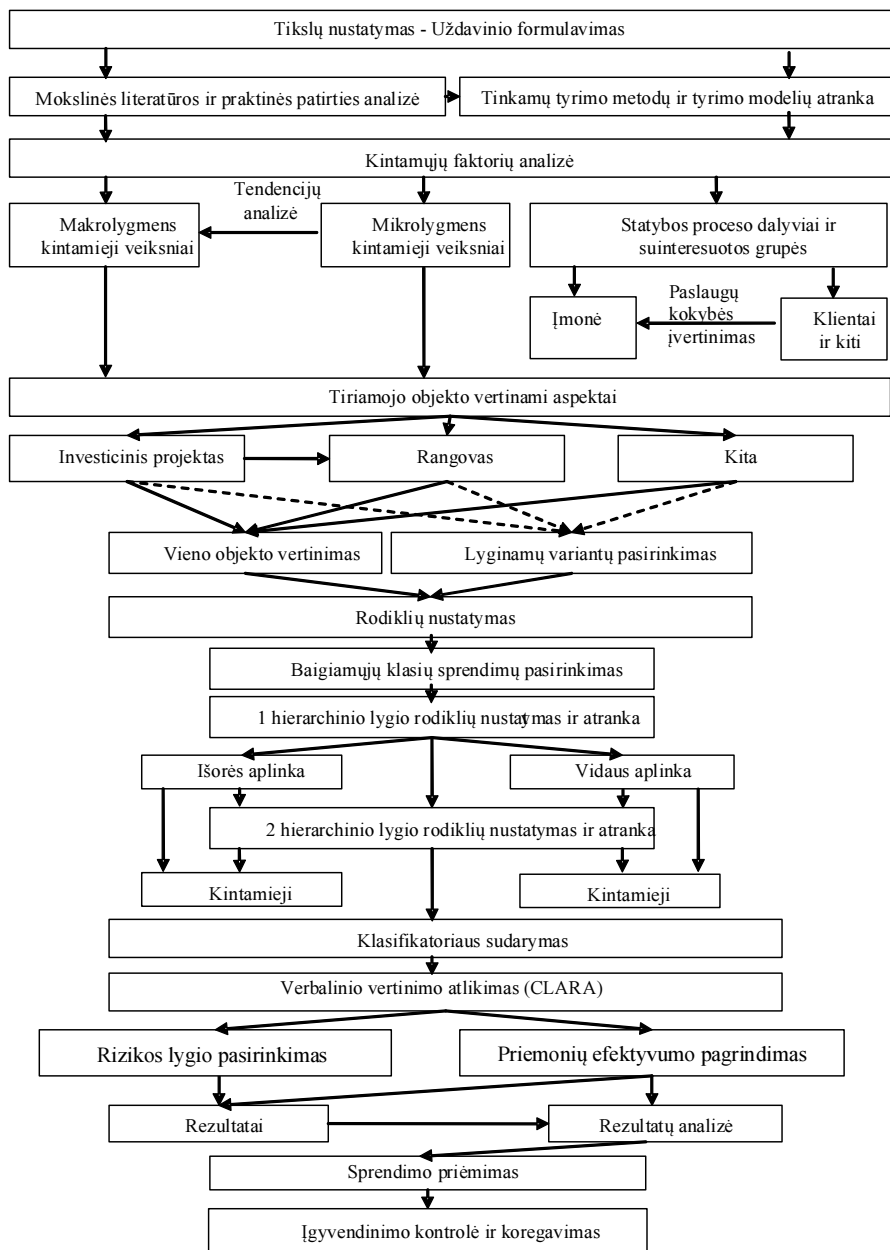 Tikslų nustatymas - Uždavinio formulavimas
Mokslinės literatūros ir praktinės patirties analizė
Tinkamų tyrimo metodų ir tyrimo modelių atranka
Kintamųjų faktorių analizė
Tendencijų
analizė
Makrolygmens
kintamieji veiksniai
Mikrolygmens
kintamieji veiksniai
Statybos proceso dalyviai ir
suinteresuotos grupės
Įmonė
Paslaugų
kokybės
įvertinimas
Klientai
ir kiti
Tiriamojo objekto vertinami aspektai
Investicinis projektas
Rangovas
Kita
Vieno objekto vertinimas
Lyginamų variantų pasirinkimas
Rodiklių nustatymas
Baigiamųjų klasių sprendimų pasirinkimas
1 hierarchinio lygio rodiklių nustatymas ir atranka
Išorės aplinka
Vidaus aplinka
2 hierarchinio lygio rodiklių nustatymas ir atranka
Kintamieji
Kintamieji
Klasifikatoriaus sudarymas
Verbalinio vertinimo atlikimas (CLARA)
Rizikos lygio pasirinkimas
Priemonių efektyvumo pagrindimas
Rezultatai
Rezultatų analizė
Sprendimo priėmimas
Įgyvendinimo kontrolė ir koregavimas